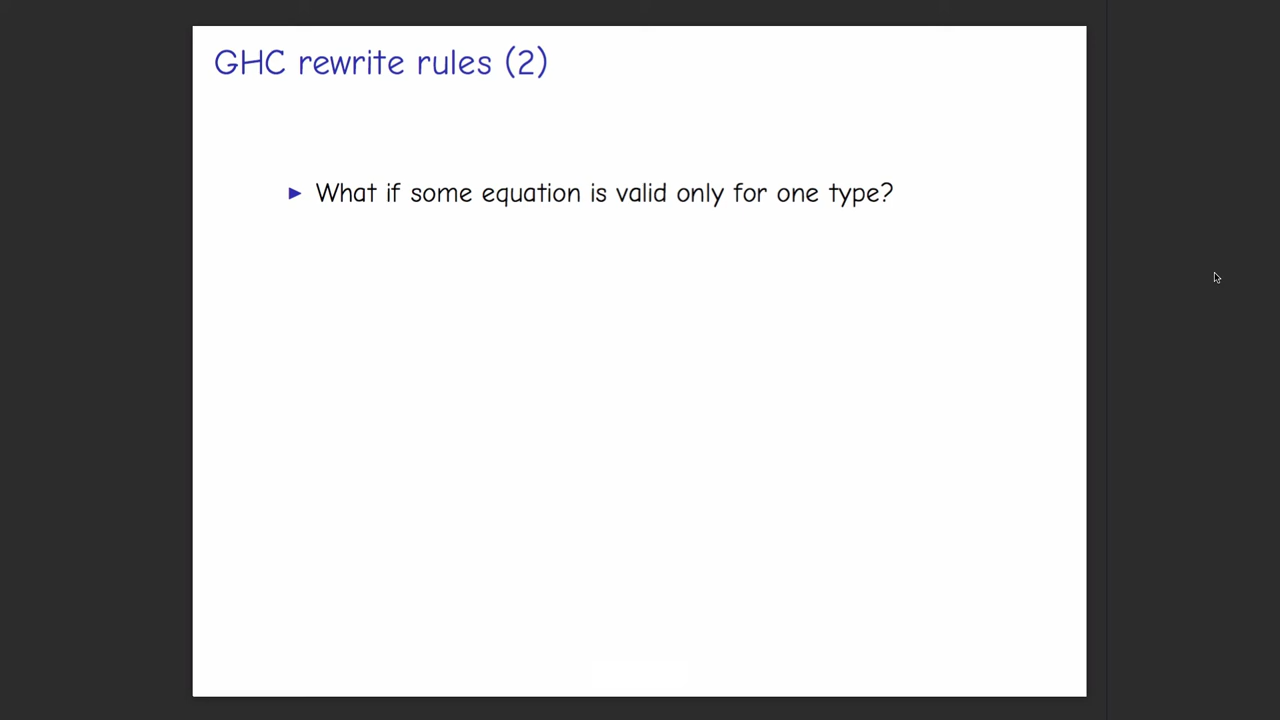 GHC rewrite rules (2)
▶ What if some equation is valid only for one type?